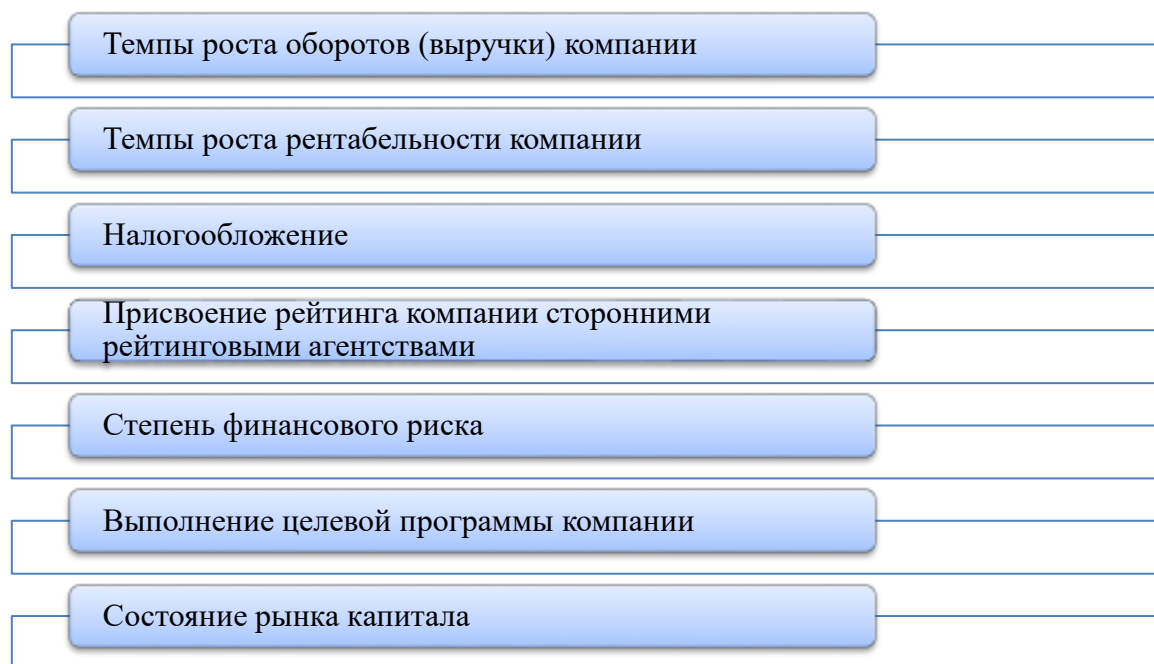 Темпы роста оборотов (выручки) компании
Темпы роста рентабельности компании
Налогообложение
Присвоение рейтинга компании сторонними
рейтинговыми агентствами
Степень финансового риска
Выполнение целевой программы компании
Состояние рынка капитала